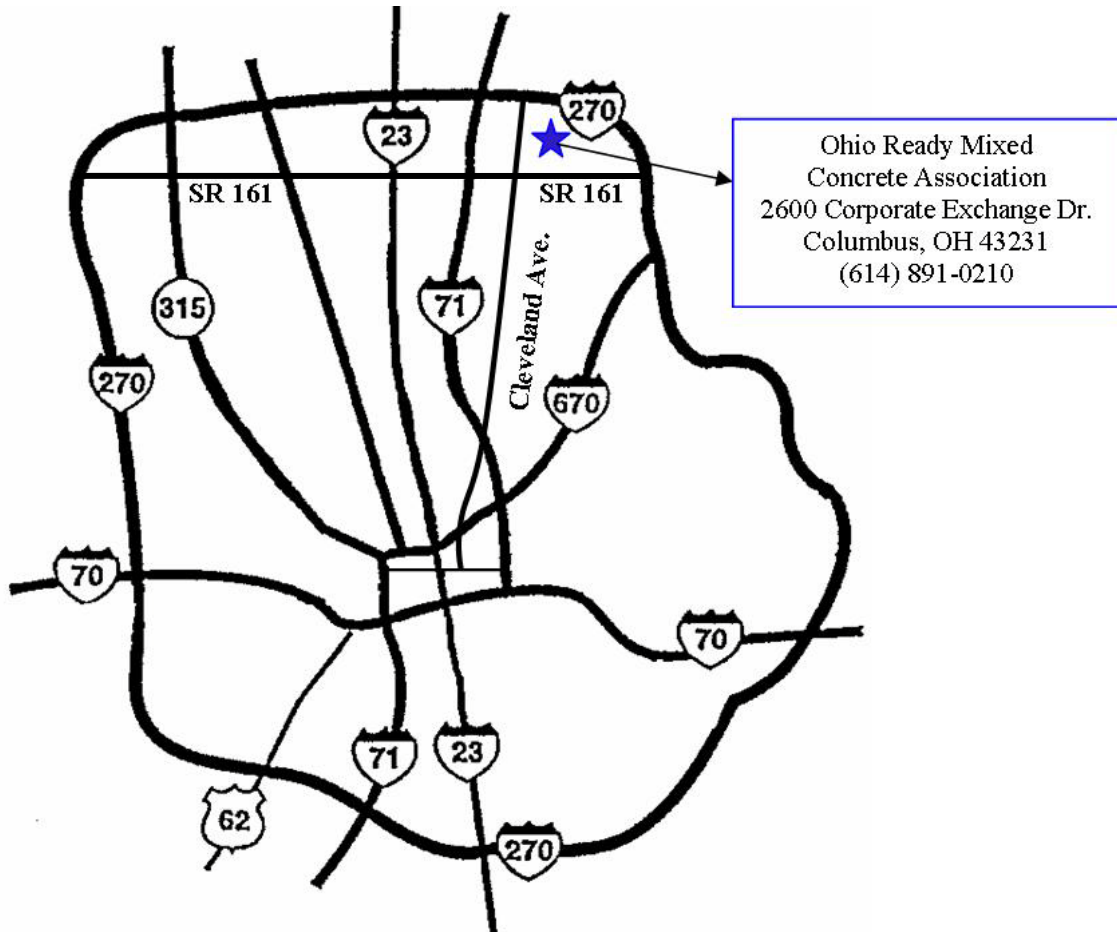 270
23
Ohio Ready Mixed
Concrete Association
2600 Corporate Exchange Dr.
Columbus, OH 43231
(614) 891-0210
SR 161
SR 161
315
71
Cleveland Ave.
270
670
70
70
71
23
62
270